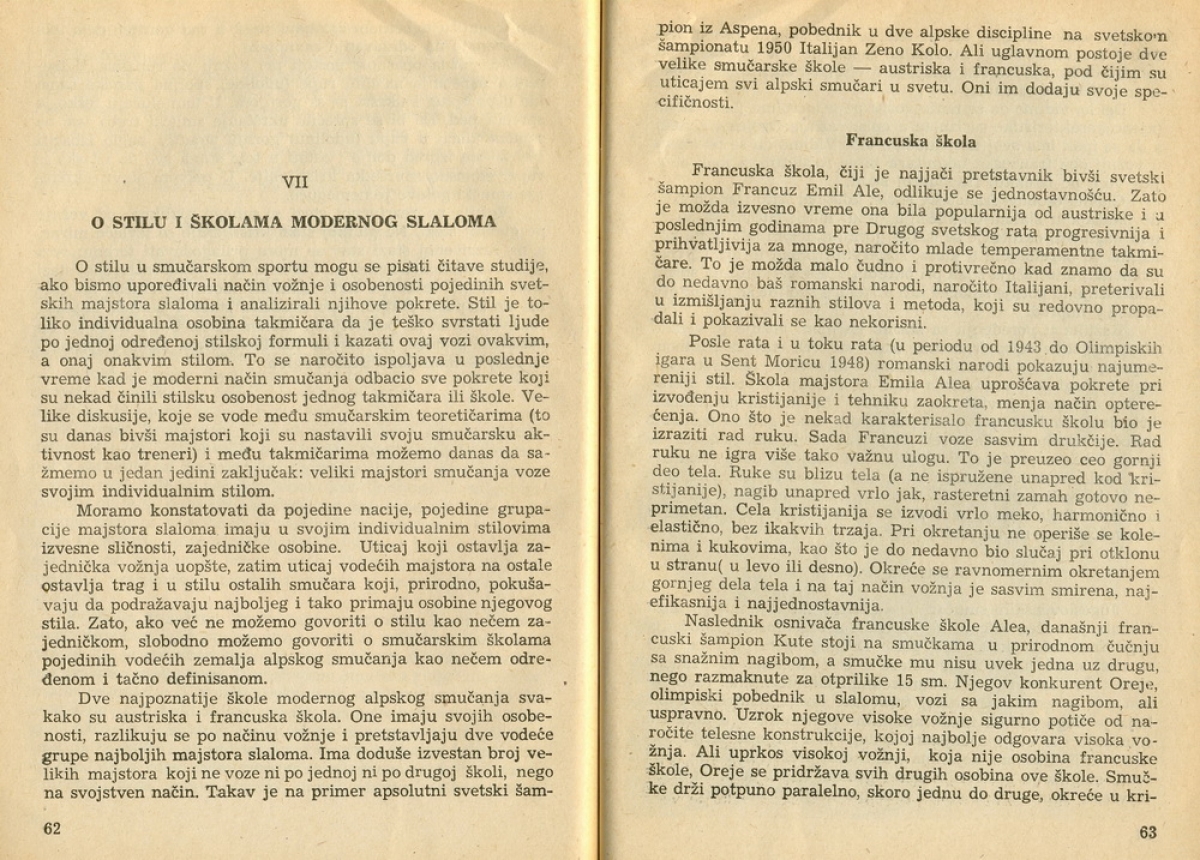 VII
O STILU I ŠKOLAMA MODERNOG SLALOMA
O stilu u smučarskom sportu mogu se pisati čitave studije,
ako bismo upoređivali način vožnje i osobenosti pojedinih svet-
skih majstora slaloma i analizirali njihove pokrete. Stil je to-
liko individualna osobina takmičara da je teško svrstati ljude
po jednoj određenoj stilskoj formuli i kazati ovaj vozi ovakvim,
a onaj onakvim stilom. To se naročito ispoljava u poslednje
vreme kad je moderni način smučanja odbacio sve pokrete koji
su nekad činili stilsku osobenost jednog takmičara ili škole. Ve-
like diskusije, koje se vode među smučarskim teoretičarima (to
su danas bivši majstori koji su nastavili svoju smučarsku ak-
tivnost kao treneri) i među takmičarima možemo danas da sa-
žmemo u jedan jedini zaključak: veliki majstori smučanja voze
svojim individualnim stilom.
Moramo konstatovati da pojedine nacije, pojedine grupa-
cije majstora slaloma imaju u svojim individualnim stilovima
izvesne sličnosti, zajedničke osobine. Uticaj koji ostavlja za-
jednička vožnja uopšte, zatim uticaj vodećih majstora na ostale
ostavlja trag i u stilu ostalih smučara koji, prirodno, pokuša-
vaju da podražavaju najboljeg i tako primaju osobine njegovog
stila. Zato, ako već ne možemo govoriti o stilu kao nečem za-
jedničkom, slobodno možemo govoriti o smučarskim školama
pojedinih vodećih zemalja alpskog smučanja kao nečem odre-
đenom i tačno definisanom.
Dve najpoznatije škole modernog alpskog smučanja sva-
kako su austriska i francuska škola. One imaju svojih osobe-
nosti, razlikuju se po načinu vožnje i pretstavljaju dve vodeće
grupe najboljih majstora slaloma. Ima doduše izvestan broj ve-
likih majstora koji ne voze ni po jednoj ni po drugoj školi, nego
na svojstven način. Takav je na primer apsolutni svetski šam-
62
pion iz Aspena, pobednik u dve alpske discipline na svetskom
šampionatu 1950 Italijan Zeno Kolo. Ali uglavnom postoje dve
velike smučarske škole — austriska i francuska, pod čijim su
uticajem svi alpski smučari u svetu. Oni im dodaju svoje spe-
cifičnosti.
Francuska škola
Francuska škola, čiji je najjači pretstavnik bivši svetski
šampion Francuz Emil Ale, odlikuje se jednostavnošću. Zato
je možda izvesno vreme ona bila popularnija od austriske i u
poslednjim godinama pre Drugog svetskog rata progresivnija i
prihvatljivija za mnoge, naročito mlade temperamentne takmi-
čare. To je možda malo čudno i protivrečno kad znamo da su
do nedavno baš romanski narodi, naročito Italijani, preterivali
u izmišljanju raznih stilova i metoda, koji su redovno propa-
dali i pokazivali se kao nekorisni.
Posle rata i u toku rata (u periodu od 1943 do Olimpiskih
igara u Sent Moricu 1948) romanski narodi pokazuju najume-
reniji stil. Škola majstora Emila Alea uprošćava pokrete pri
izvođenju kristijanije i tehniku zaokreta, menja način optere-
ćenja. Ono što je nekad karakterisalo francusku školu bio je
izraziti rad ruku. Sada Francuzi voze sasvim drukčije. Rad
ruku ne igra više tako važnu ulogu. To je preuzeo ceo gornji
deo tela. Ruke su blizu tela (a ne ispružene unapred kod kri-
stijanije), nagib unapred vrlo jak, rasteretni zamah gotovo ne-
primetan. Cela kristijanija se izvodi vrlo meko, harmonično i
elastično, bez ikakvih trzaja. Pri okretanju ne operiše se kole-
nima i kukovima, kao što je do nedavno bio slučaj pri otklonu
u stranu( u levo ili desno). Okreće se ravnomernim okretanjem
gornjeg dela tela i na taj način vožnja je sasvim smirena, naj-
efikasnija i najjednostavnija.
Naslednik osnivača francuske škole Alea, današnji fran-
cuski šampion Kute stoji na smučkama u prirodnom čučnju
sa snažnim nagibom, a smučke mu nisu uvek jedna uz drugu,
nego razmaknute za otprilike 15 sm. Njegov konkurent Oreje,
olimpiski pobednik u slalomu, vozi sa jakim nagibom, ali
uspravno. Uzrok njegove visoke vožnje sigurno potiče od na-
ročite telesne konstrukcije, kojoj najbolje odgovara visoka vo-
žnja. Ali uprkos visokoj vožnji, koja nije osobina francuske
škole, Oreje se pridržava svih drugih osobina ove škole. Smuč-
ke drži potpuno paralelno, skoro jednu do druge, okreće u kri-
63